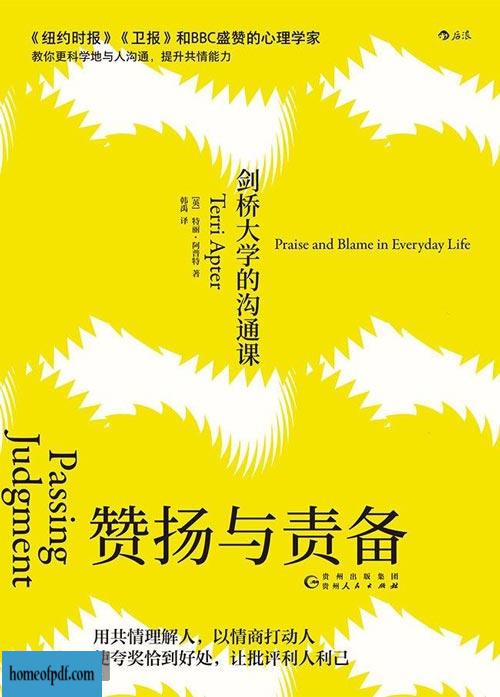 《纽约时报》《卫报》和BBC盛赞的心理学家
教你更科学地与人沟通，提升共情能力
后浪
剑桥大学的沟通课
Terri Apter
[英] 特丽·阿普特 著
韩禹 译
Praise and Blame in Everyday Life
Passing
Judgment
赞扬与责备
贵州出版集团
贵州人民出版社
用共情理解人，以情商打动人
夸奖恰到好处，让批评利人利己
homeofpdf.com